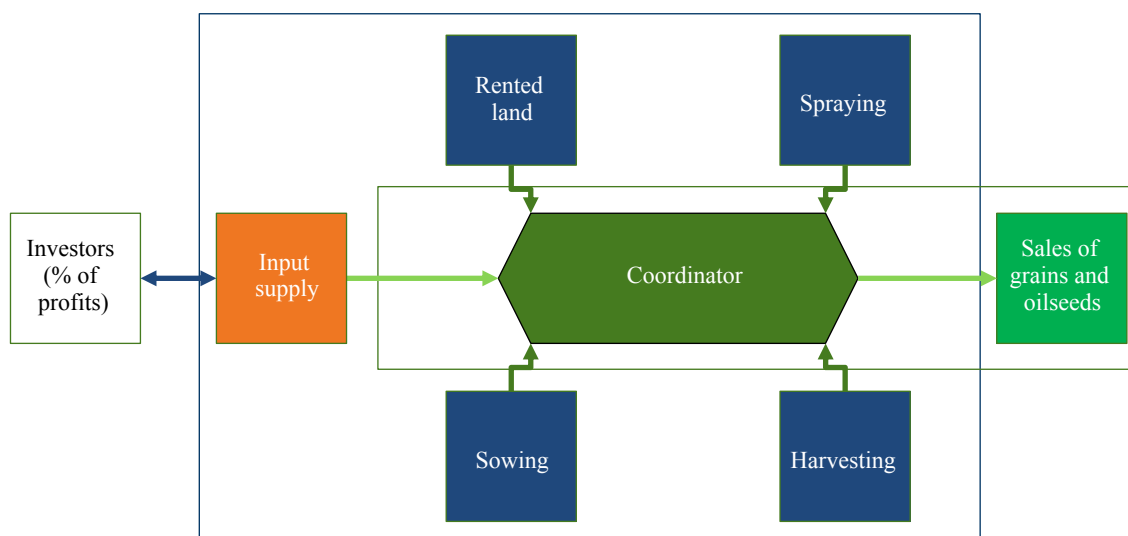 Rented
land
Spraying
Investors
(% of
profits)
Input
supply
Coordinator
Sales of
grains and
oilseeds
Sowing
Harvesting